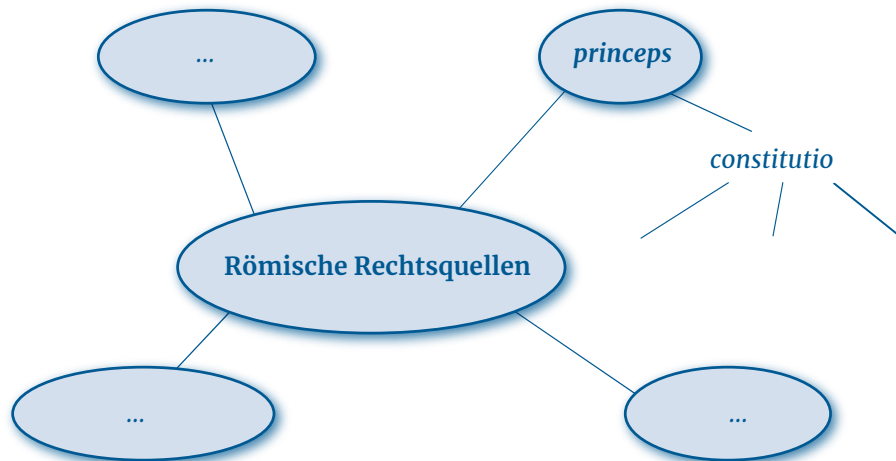 ...
princeps
constitutio
Römische Rechtsquellen
...
...